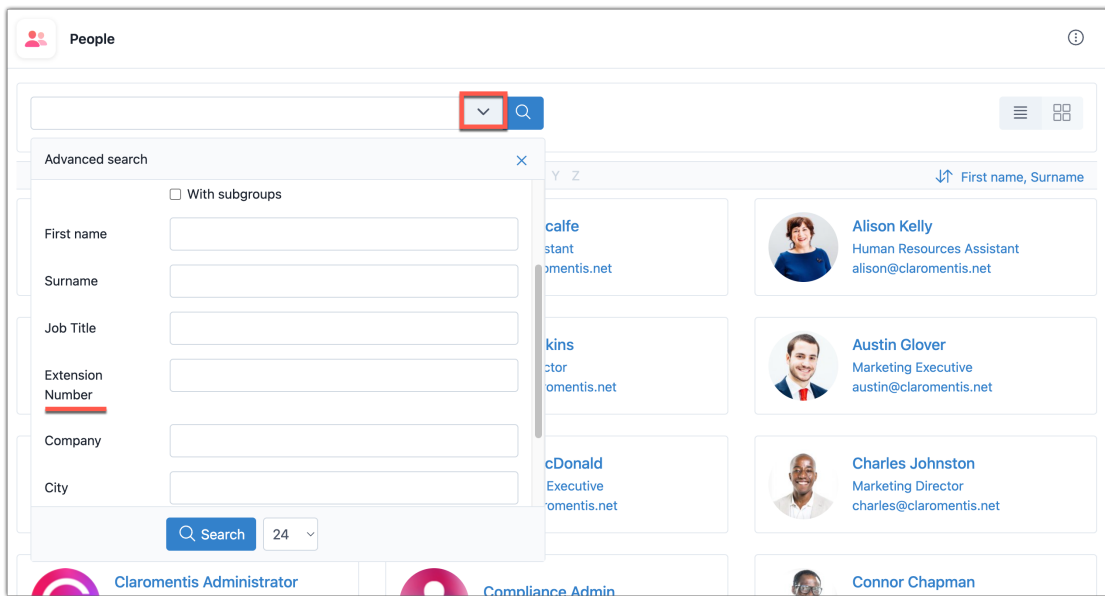 People
Advanced search
With subgroups
First name
Surname
Job Title
Extension
Number
Company
City
Search
24
Y Z
First name, Surname
calfe
stant
omentis.net
Alison Kelly
Human Resources Assistant
alison@claromentis.net
kins
ctor
omentis.net
Austin Glover
Marketing Executive
austin@claromentis.net
cDonald
Executive
omentis.net
Charles Johnston
Marketing Director
charles@claromentis.net
Claromentis Administrator
Compliance Admin
Connor Chapman